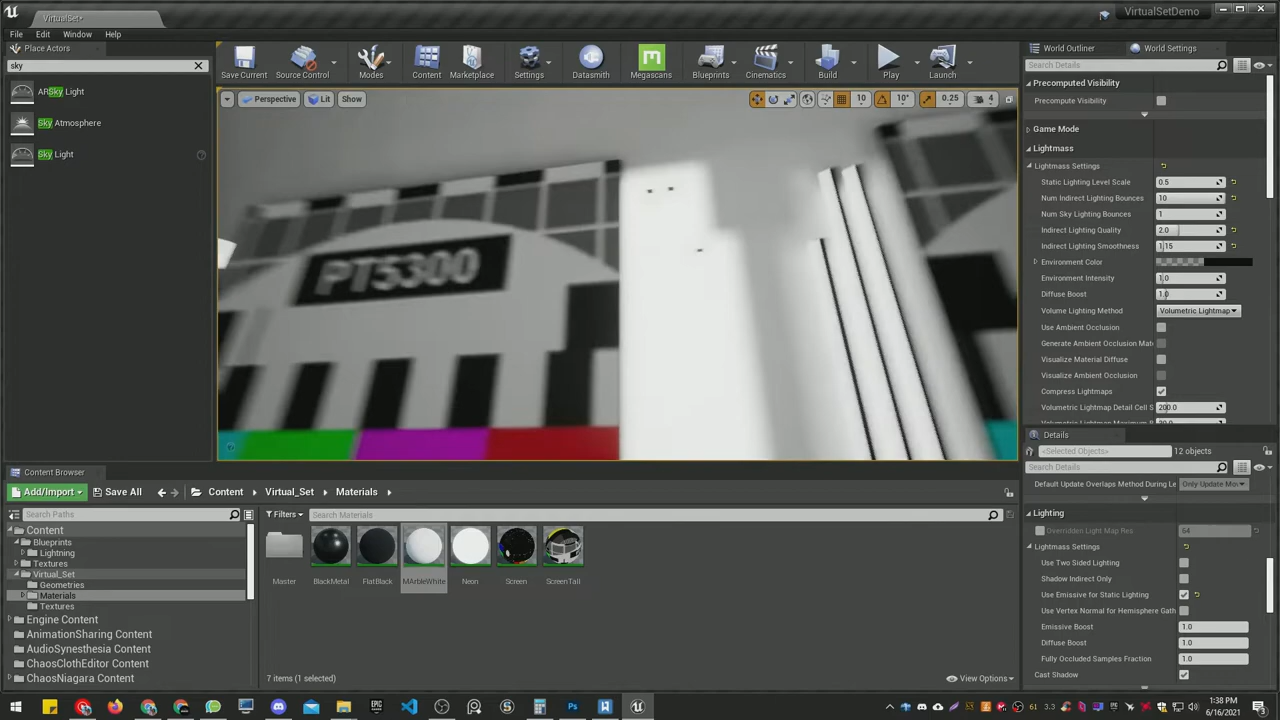 VirtualSet*
VirtualSetDemo
File Edit Window Help
Place Actors
sky
ARSky Light
Sky Atmosphere
Sky Light
Save Current
Source Control
Modes
Content
Marketplace
Settings
Datasmith
Megascans
Blueprints
Cinematics
Build
Play
Launch
Perspective
Lit
Show
10
10°
0.25
4
PT5300
World Outliner
World Settings
Search Details
Precomputed Visibility
Precompute Visibility
Game Mode
Lightmass
Lightmass Settings
Static Lighting Level Scale 0.5
Num Indirect Lighting Bounces 10
Num Sky Lighting Bounces 1
Indirect Lighting Quality 2.0
Indirect Lighting Smoothness 1.15
Environment Color
Environment Intensity 1.0
Diffuse Boost 1.0
Volume Lighting Method Volumetric Lightmap
Use Ambient Occlusion
Generate Ambient Occlusion Mate
Visualize Material Diffuse
Visualize Ambient Occlusion
Compress Lightmaps
Volumetric Lightmap Detail Cell S 200.0
Details
<Selected Objects> 12 objects
Search Details
Default Update Overlaps Method During Le Only Update Mov
Lighting
Overridden Light Map Res 64
Lightmass Settings
Use Two Sided Lighting
Shadow Indirect Only
Use Emissive for Static Lighting
Use Vertex Normal for Hemisphere Gath
Emissive Boost 1.0
Diffuse Boost 1.0
Fully Occluded Samples Fraction 1.0
Cast Shadow
Content Browser
Add/Import
Save All
Content
Virtual_Set
Materials
Search Paths
Filters
Search Materials
Content
Blueprints
Lightning
Textures
Virtual_Set
Geometries
Materials
Textures
Engine Content
AnimationSharing Content
AudioSynesthesia Content
ChaosClothEditor Content
ChaosNiagara Content
Master
BlackMetal
FlatBlack
MArbleWhite
Neon
Screen
ScreenTall
7 items (1 selected)
View Options
61
3.3
1:38 PM
6/16/2021